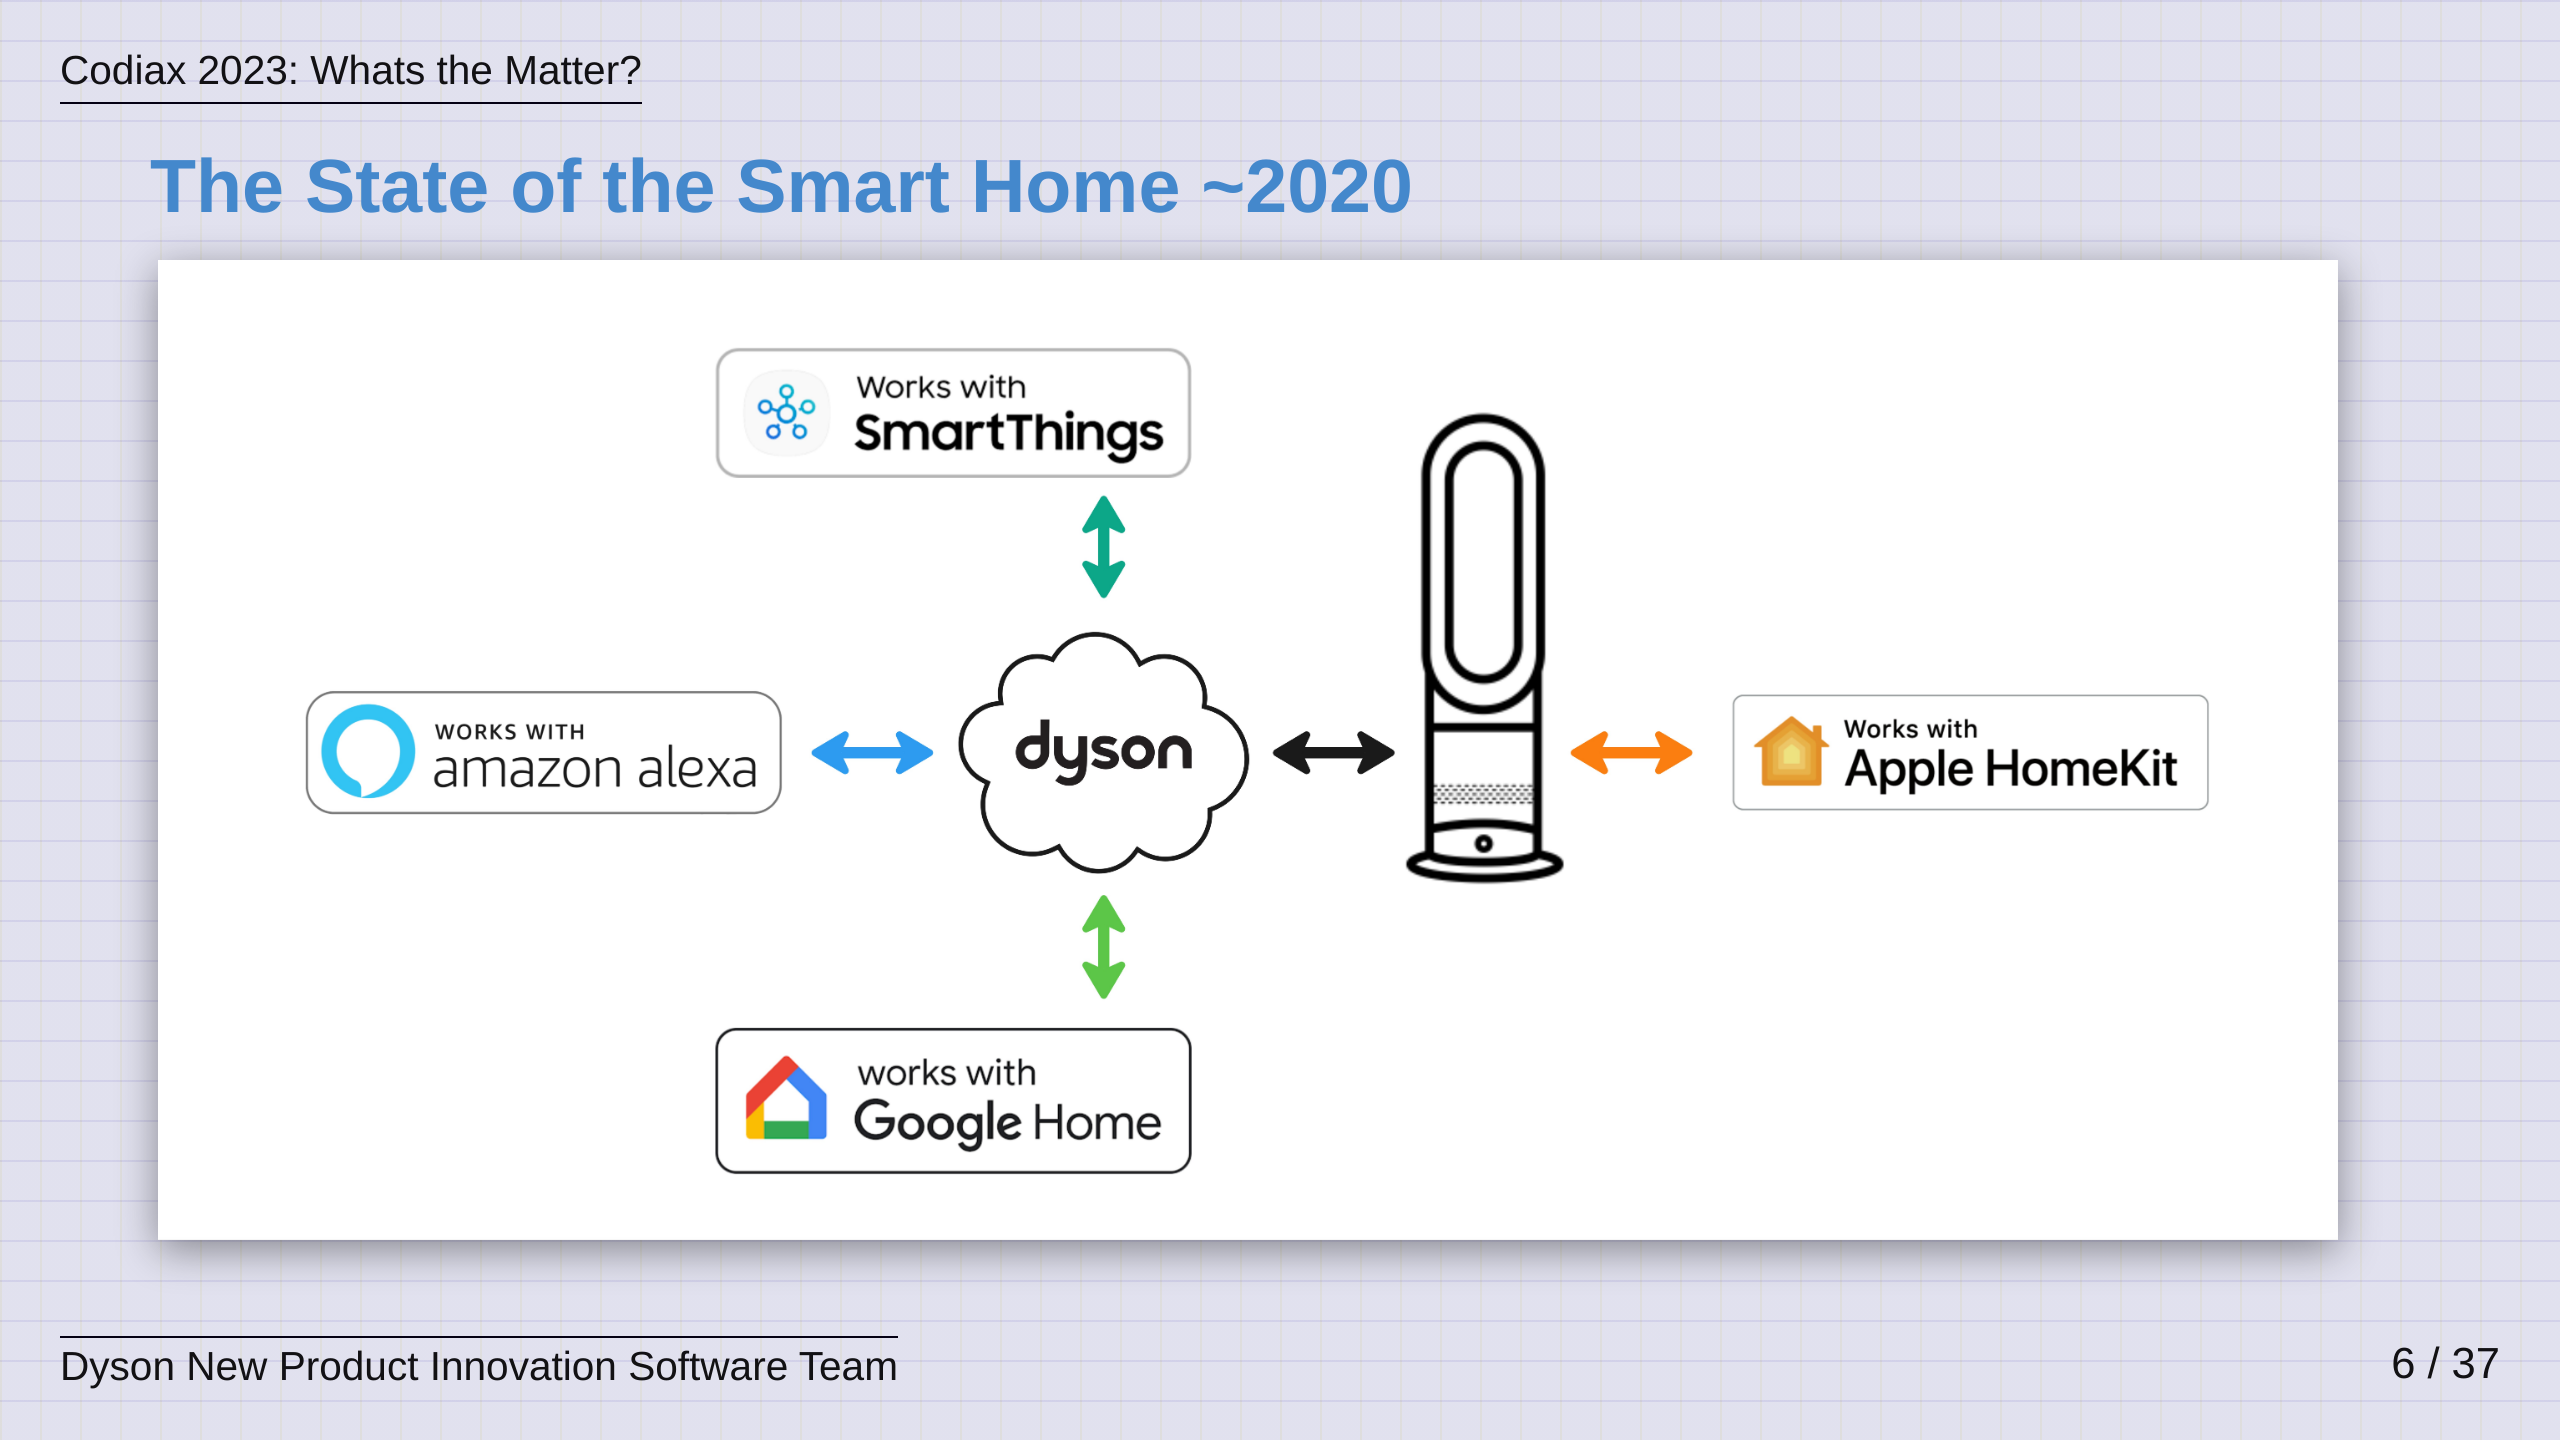 Codiax 2023: Whats the Matter?
The State of the Smart Home ~2020
Works with
SmartThings
WORKS WITH
amazon alexa
dyson
Works with
Apple HomeKit
works with
Google Home
Dyson New Product Innovation Software Team
6 / 37